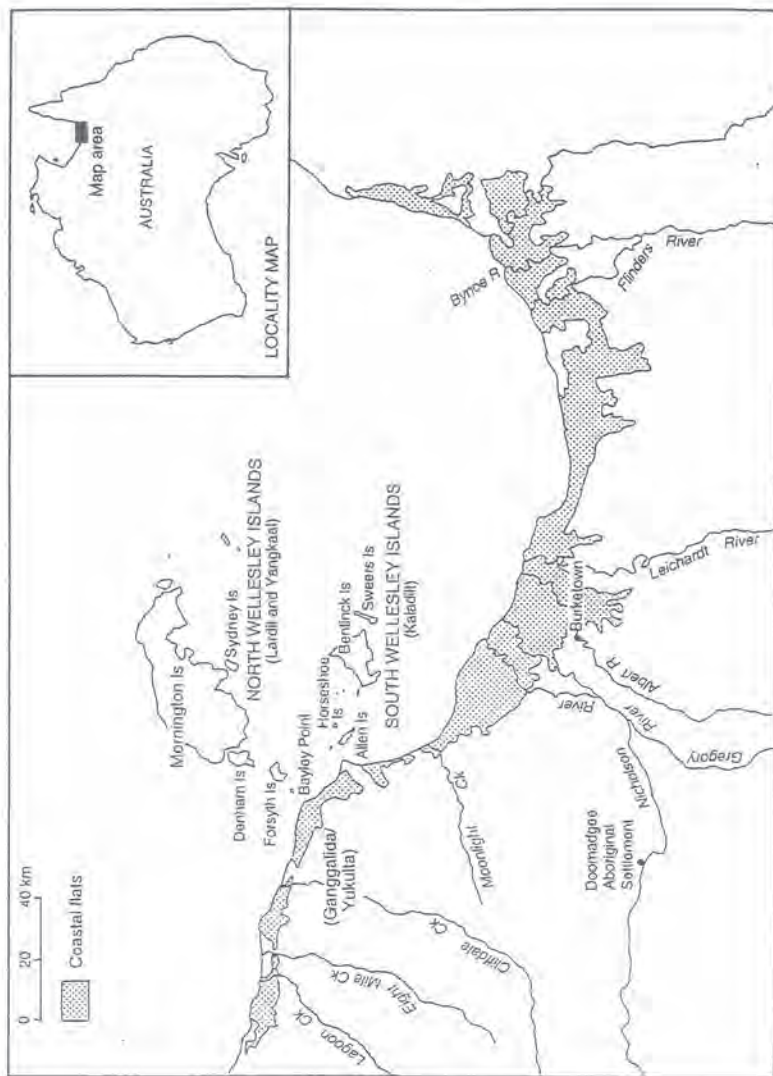 0 20 40 km
Coastal flats
Mornington Is
Sydney Is
NORTH WELLESLEY ISLANDS
(Lardil and Yangkaal)
Denham Is
Forsyth Is
Bayley Point
Horseshoe
Is
Bentinck Is
Sweers Is
Allen Is
SOUTH WELLESLEY ISLANDS
(Kaladilt)
(Ganggalida/
Yukulta)
Lagoon Ck
Eight Mile Ck
Cliffdale Ck
Moonlight Ck
Doomadgee
Aboriginal
Settlement
Nicholson River
Gregory River
Albert R
Burketown
Leichardt River
Bynoe R
Flinders River
Map area
AUSTRALIA
LOCALITY MAP